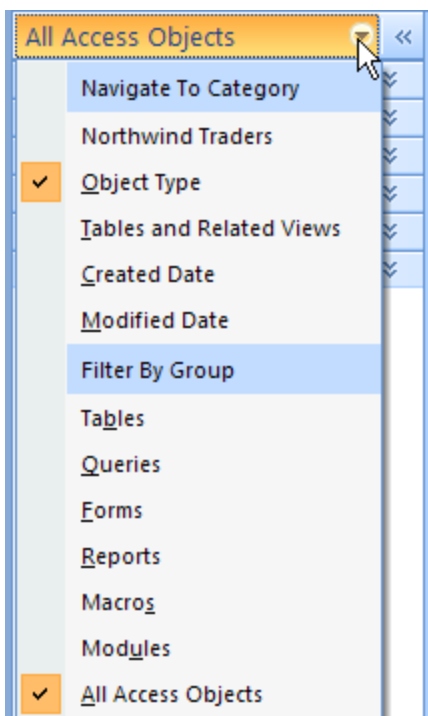 All Access Objects
Navigate To Category
Northwind Traders
Object Type
Tables and Related Views
Created Date
Modified Date
Filter By Group
Tables
Queries
Forms
Reports
Macros
Modules
All Access Objects